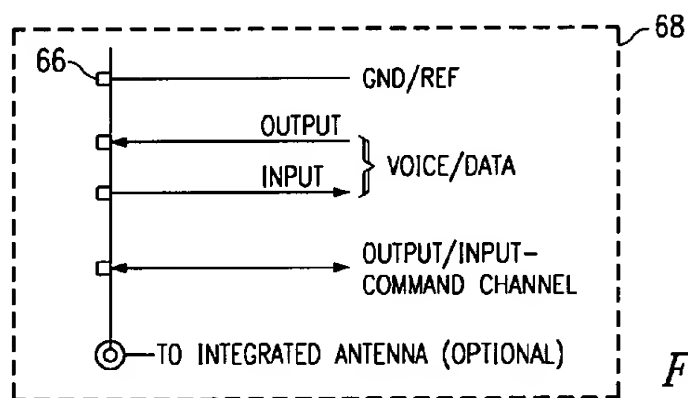 68
66
GND/REF
OUTPUT
VOICE/DATA
INPUT
OUTPUT/INPUT-
COMMAND CHANNEL
TO INTEGRATED ANTENNA (OPTIONAL)
F